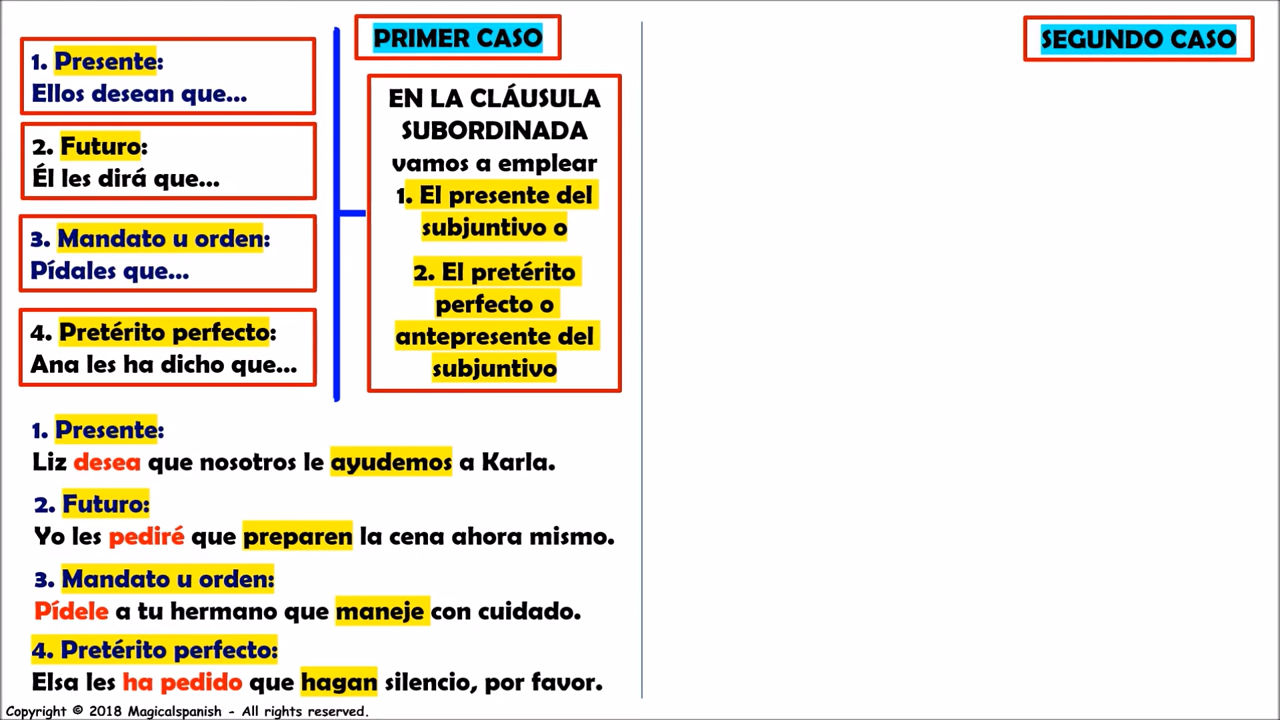 1. Presente:
Ellos desean que...
2. Futuro:
Él les dirá que...
3. Mandato u orden:
Pídales que...
4. Pretérito perfecto:
Ana les ha dicho que...
PRIMER CASO
EN LA CLÁUSULA
SUBORDINADA
vamos a emplear
1. El presente del
subjuntivo o
2. El pretérito
perfecto o
antepresente del
subjuntivo
1. Presente:
Liz desea que nosotros le ayudemos a Karla.
2. Futuro:
Yo les pediré que preparen la cena ahora mismo.
3. Mandato u orden:
Pídele a tu hermano que maneje con cuidado.
4. Pretérito perfecto:
Elsa les ha pedido que hagan silencio, por favor.
SEGUNDO CASO
Copyright © 2018 Magicalspanish - All rights reserved.